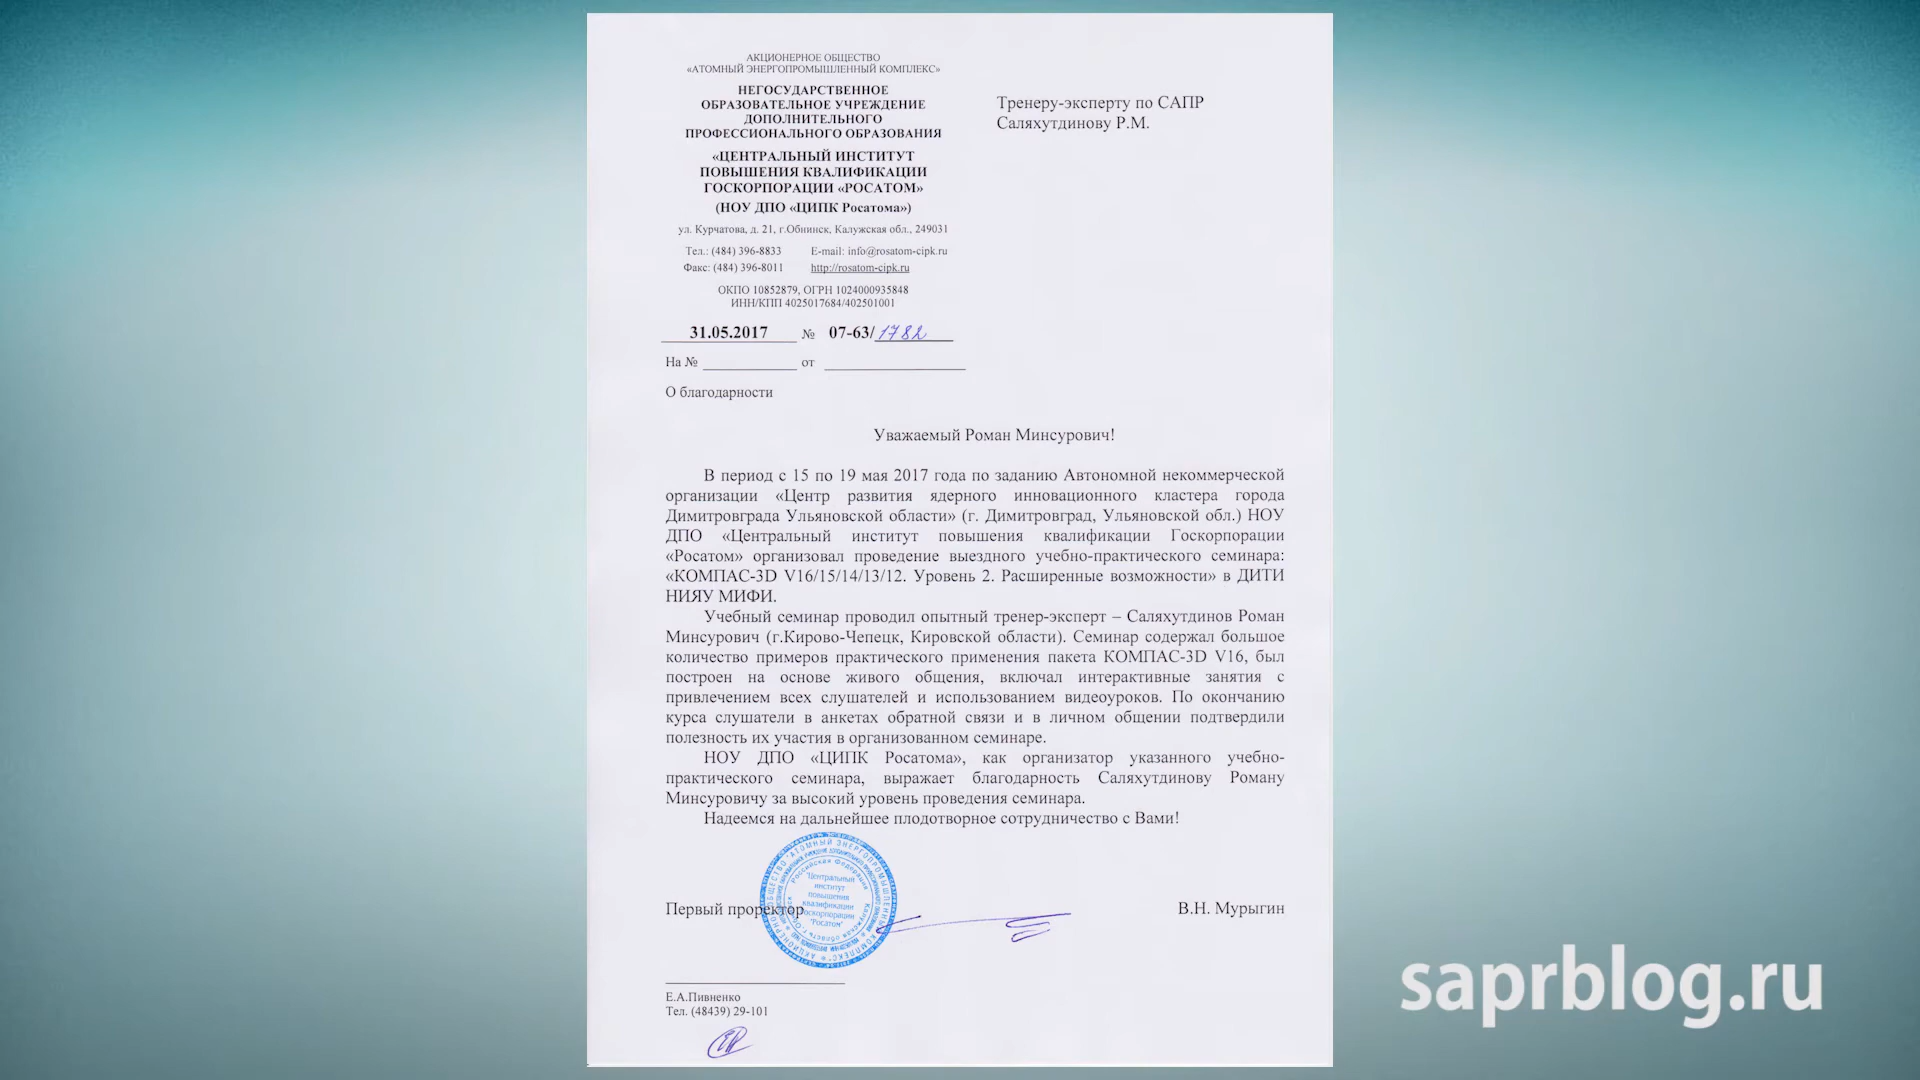 АКЦИОНЕРНОЕ ОБЩЕСТВО
«АТОМНЫЙ ЭНЕРГОПРОМЫШЛЕННЫЙ КОМПЛЕКС»
НЕГОСУДАРСТВЕННОЕ
ОБРАЗОВАТЕЛЬНОЕ УЧРЕЖДЕНИЕ
ДОПОЛНИТЕЛЬНОГО
ПРОФЕССИОНАЛЬНОГО ОБРАЗОВАНИЯ
«ЦЕНТРАЛЬНЫЙ ИНСТИТУТ
ПОВЫШЕНИЯ КВАЛИФИКАЦИИ
ГОСКОРПОРАЦИИ «РОСАТОМ»
(НОУ ДПО «ЦИПК Росатома»)
ул. Курчатова, д. 21, г.Обнинск, Калужская обл., 249031
Тел.: (484) 396-8833 E-mail: info@rosatom-cipk.ru
Факс: (484) 396-8011 http://rosatom-cipk.ru
ОКПО 10852879, ОГРН 1024000935848
ИНН/КПП 4025017684/402501001
31.05.2017 № 07-63/1782
На № от
О благодарности
Тренеру-эксперту по САПР
Саляхутдинову Р.М.
Уважаемый Роман Минсурович!
В период с 15 по 19 мая 2017 года по заданию Автономной некоммерческой
организации «Центр развития ядерного инновационного кластера города
Димитровграда Ульяновской области» (г. Димитровград, Ульяновской обл.) НОУ
ДПО «Центральный институт повышения квалификации Госкорпорации
«Росатом» организовал проведение выездного учебно-практического семинара:
«КОМПАС-3D V16/15/14/13/12. Уровень 2. Расширенные возможности» в ДИТИ
НИЯУ МИФИ.
Учебный семинар проводил опытный тренер-эксперт – Саляхутдинов Роман
Минсурович (г.Кирово-Чепецк, Кировской области). Семинар содержал большое
количество примеров практического применения пакета КОМПАС-3D V16, был
построен на основе живого общения, включал интерактивные занятия с
привлечением всех слушателей и использованием видеоуроков. По окончанию
курса слушатели в анкетах обратной связи и в личном общении подтвердили
полезность их участия в организованном семинаре.
НОУ ДПО «ЦИПК Росатома», как организатор указанного учебно-
практического семинара, выражает благодарность Саляхутдинову Роману
Минсуровичу за высокий уровень проведения семинара.
Надеемся на дальнейшее плодотворное сотрудничество с Вами!
"Центральный
институт
повышения
квалификации
Госкорпорации
"Росатом"
Первый проректор В.Н. Мурыгин
Е.А.Пивненко
Тел. (48439) 29-101
saprblog.ru